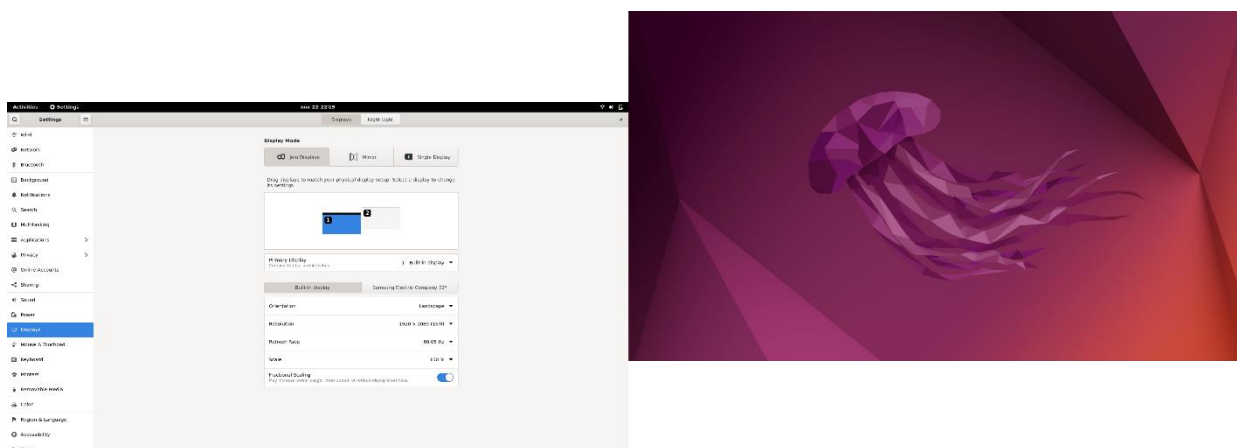 Activities Settings nov 22 22:19
Settings Displays Night Light
Network
Bluetooth
Background
Notifications
Search
Multitasking
Applications
Privacy
Online Accounts
Sharing
Sound
Power
Displays
Mouse & Touchpad
Keyboard
Printers
Removable Media
Color
Region & Language
Accessibility
Display Mode
Join Displays Mirror Single Display
Drag displays to match your physical display setup. Select a display to change
its settings.
1 2
Primary Display 1 Built-in display
Built-in display Samsung Electric Company 22"
Orientation Landscape
Resolution 1920 × 1080 (16:9)
Refresh Rate Hz
Scale
Fractional Scaling